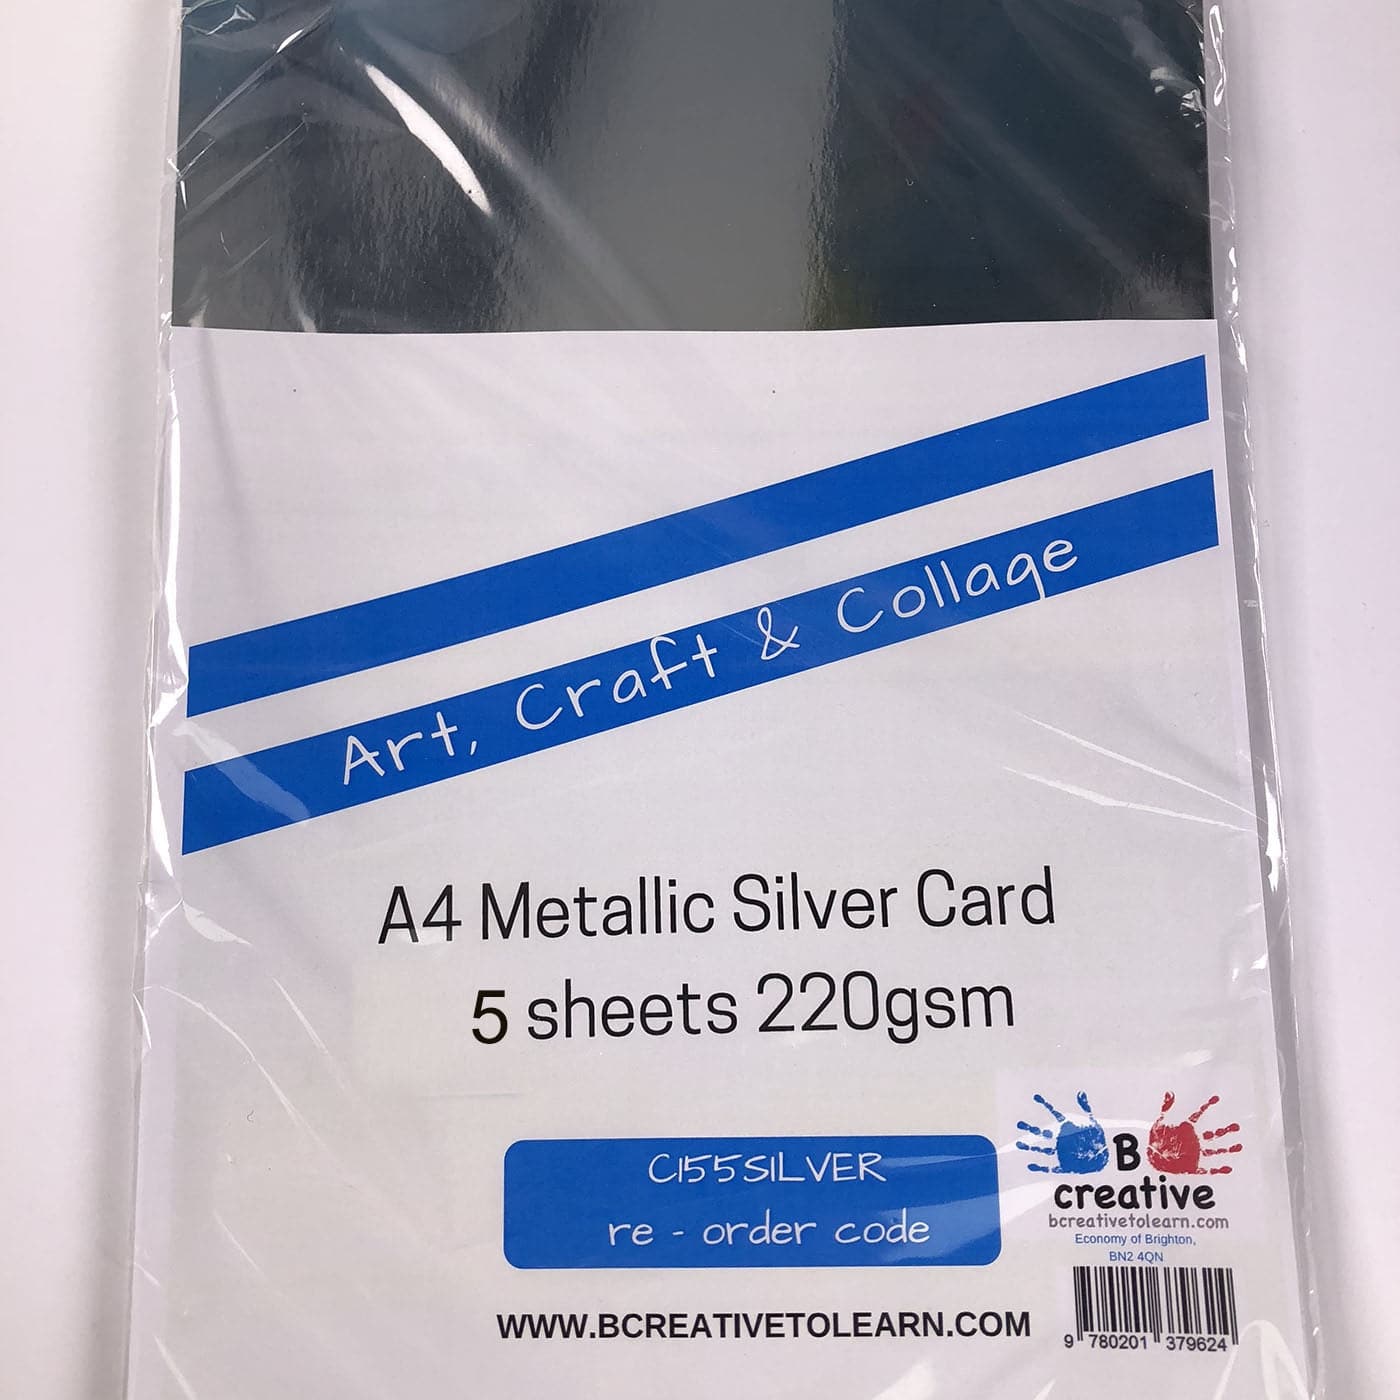 Art, Craft & Collage
A4 Metallic Silver Card
5 sheets 220gsm
C155SILVER
re - order code
B
creative
bcreativetolearn.com
Economy of Brighton,
BN2 4QN
WWW.BCREATIVETOLEARN.COM
9 780201 379624